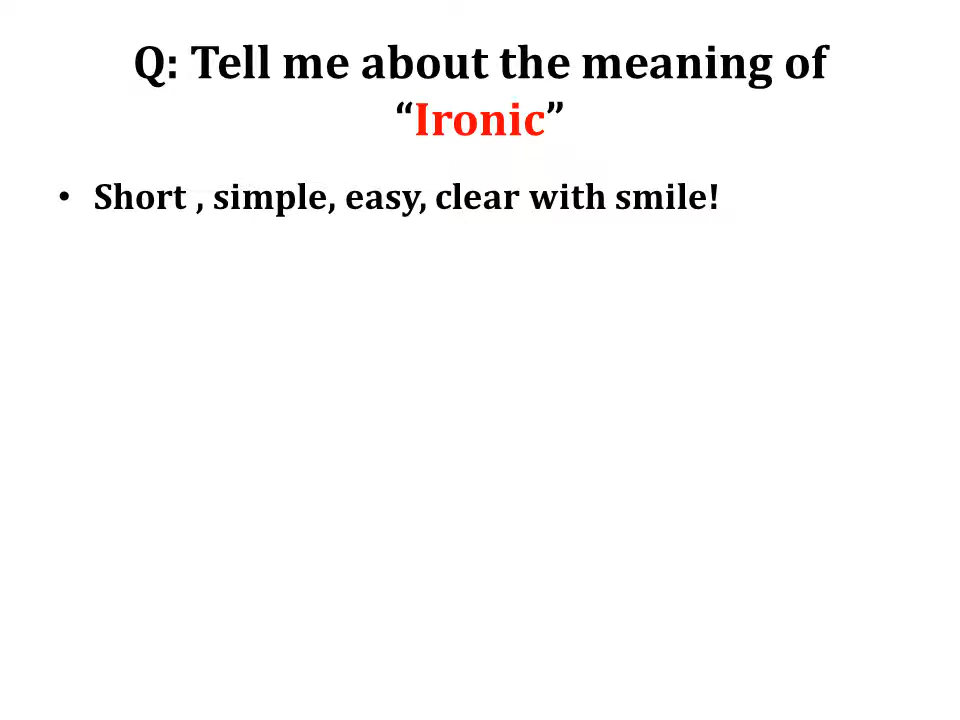 Q: Tell me about the meaning of
“Ironic”
• Short , simple, easy, clear with smile!